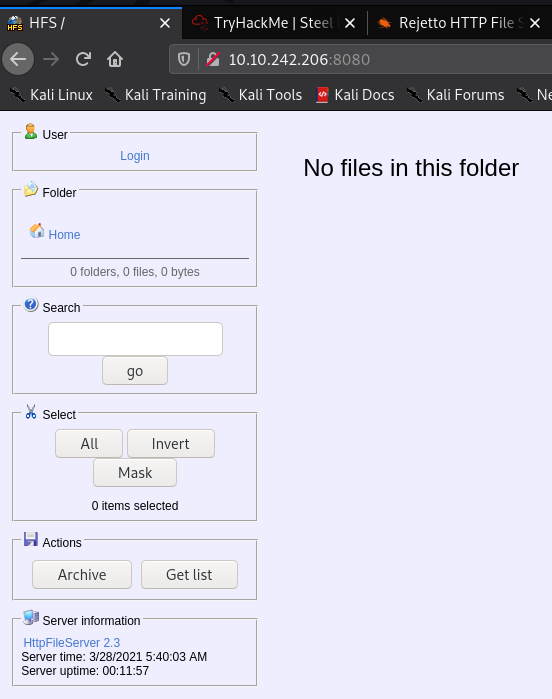 HFS /
TryHackMe | Steel
Rejetto HTTP File S
10.10.242.206:8080
Kali Linux
Kali Training
Kali Tools
Kali Docs
Kali Forums
Ne
User
Login
Folder
Home
0 folders, 0 files, 0 bytes
Search
go
Select
All
Invert
Mask
0 items selected
Actions
Archive
Get list
Server information
HttpFileServer 2.3
Server time: 3/28/2021 5:40:03 AM
Server uptime: 00:11:57
No files in this folder